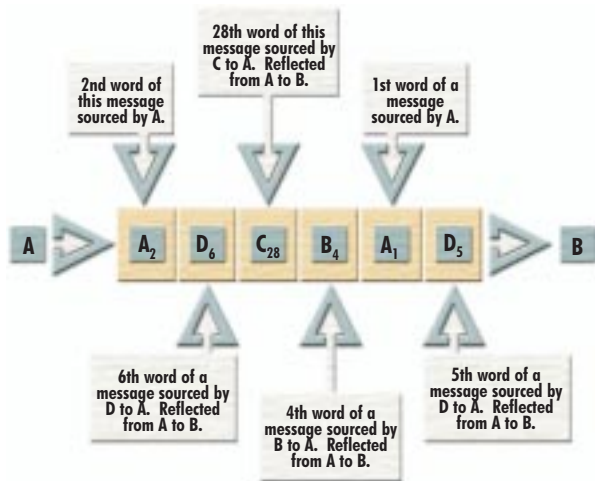 28th word of this
message sourced by
C to A. Reflected
from A to B.
2nd word of
this message
sourced by A.
1st word of a
message
sourced by A.
A A₂ D₆ C₂₈ B₄ A₁ D₅ B
6th word of a
message sourced by
D to A. Reflected
from A to B.
4th word of a
message sourced by
B to A. Reflected
from A to B.
5th word of a
message sourced by
D to A. Reflected
from A to B.